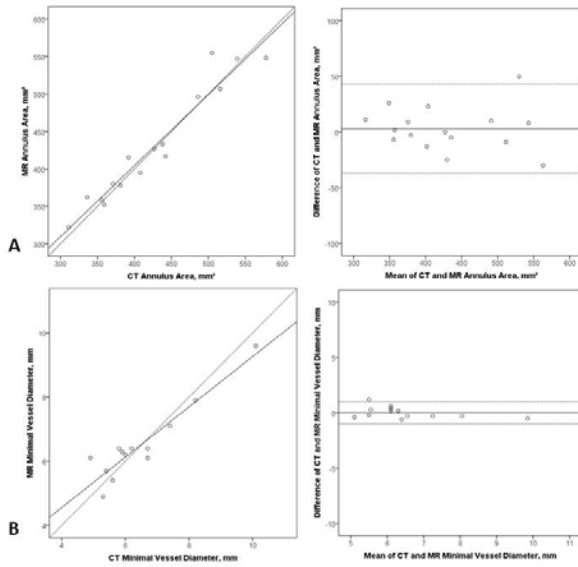 600
550
500
450
400
350
300
MR Annulus Area, mm²
300 350 400 450 500 550 600
CT Annulus Area, mm²
A
100
50
0
-50
-100
Difference of CT and MR Annulus Area, mm²
300 350 400 450 500 550 600
Mean of CT and MR Annulus Area, mm²
10
8
6
4
MR Minimal Vessel Diameter, mm
4 6 8 10
CT Minimal Vessel Diameter, mm
B
10
5
0
-5
-10
Difference of CT and MR Minimal Vessel Diameter, mm
5 6 7 8 9 10 11
Mean of CT and MR Minimal Vessel Diameter, mm